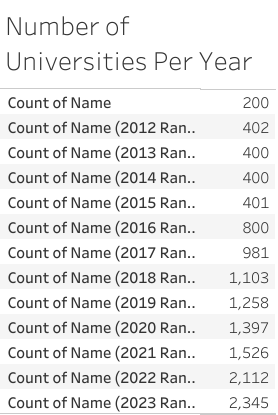 Number of
Universities Per Year
Count of Name 200
Count of Name (2012 Ran.. 402
Count of Name (2013 Ran.. 400
Count of Name (2014 Ran.. 400
Count of Name (2015 Ran.. 401
Count of Name (2016 Ran.. 800
Count of Name (2017 Ran.. 981
Count of Name (2018 Ran.. 1,103
Count of Name (2019 Ran.. 1,258
Count of Name (2020 Ran.. 1,397
Count of Name (2021 Ran.. 1,526
Count of Name (2022 Ran.. 2,112
Count of Name (2023 Ran.. 2,345